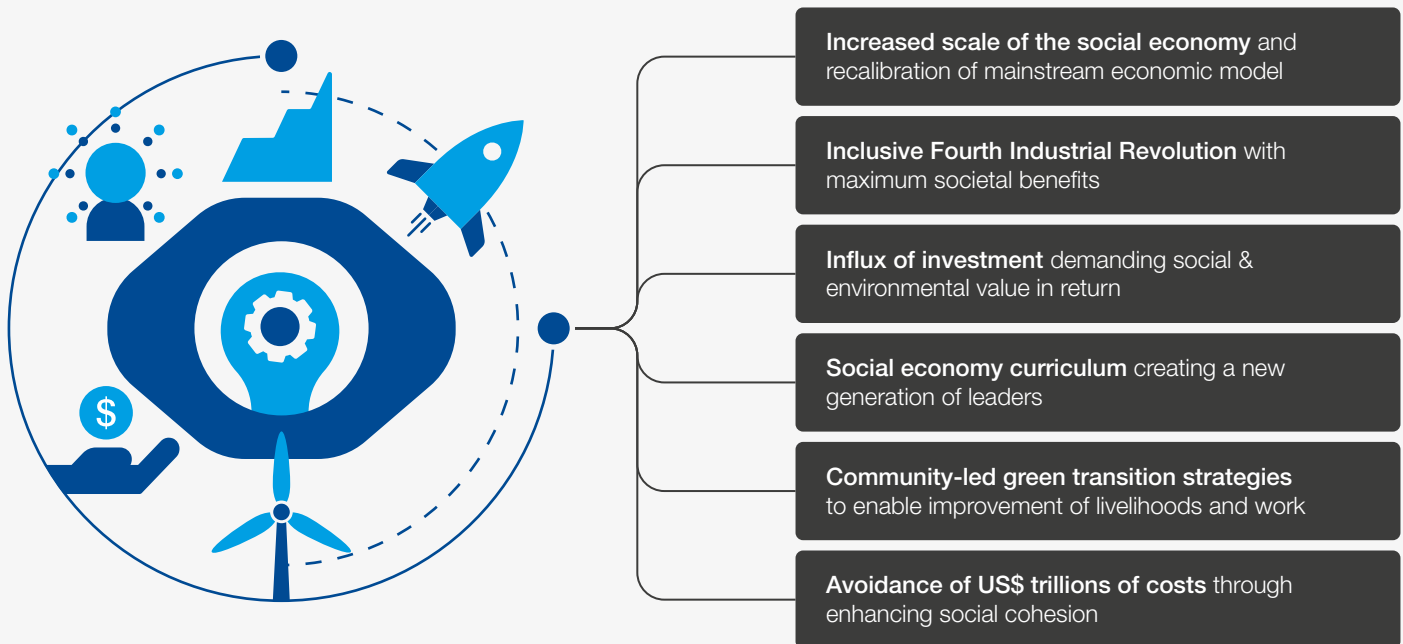 $
Increased scale of the social economy and
recalibration of mainstream economic model
Inclusive Fourth Industrial Revolution with
maximum societal benefits
Influx of investment demanding social &
environmental value in return
Social economy curriculum creating a new
generation of leaders
Community-led green transition strategies
to enable improvement of livelihoods and work
Avoidance of US$ trillions of costs through
enhancing social cohesion